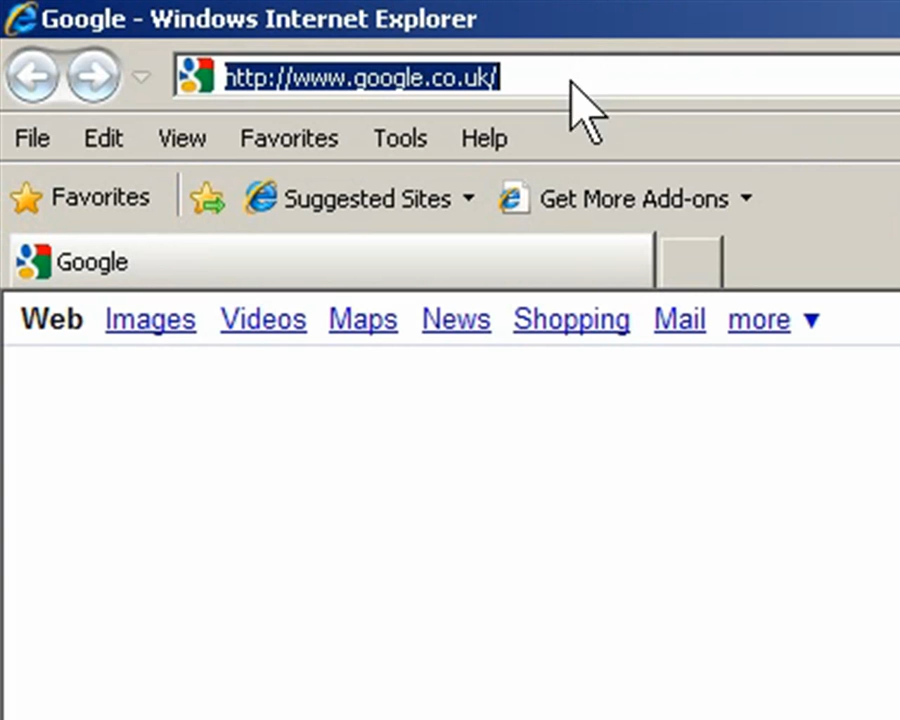 Google - Windows Internet Explorer
http://www.google.co.uk/
File Edit View Favorites Tools Help
Favorites Suggested Sites Get More Add-ons
Google
Web Images Videos Maps News Shopping Mail more